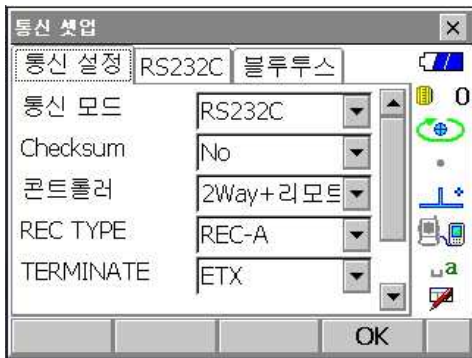 통신 셋업
통신 설정 RS232C 블루투스
통신 모드 RS232C
Checksum No
콘트롤러 2Way+리모트
REC TYPE REC-A
TERMINATE ETX
0
a
OK